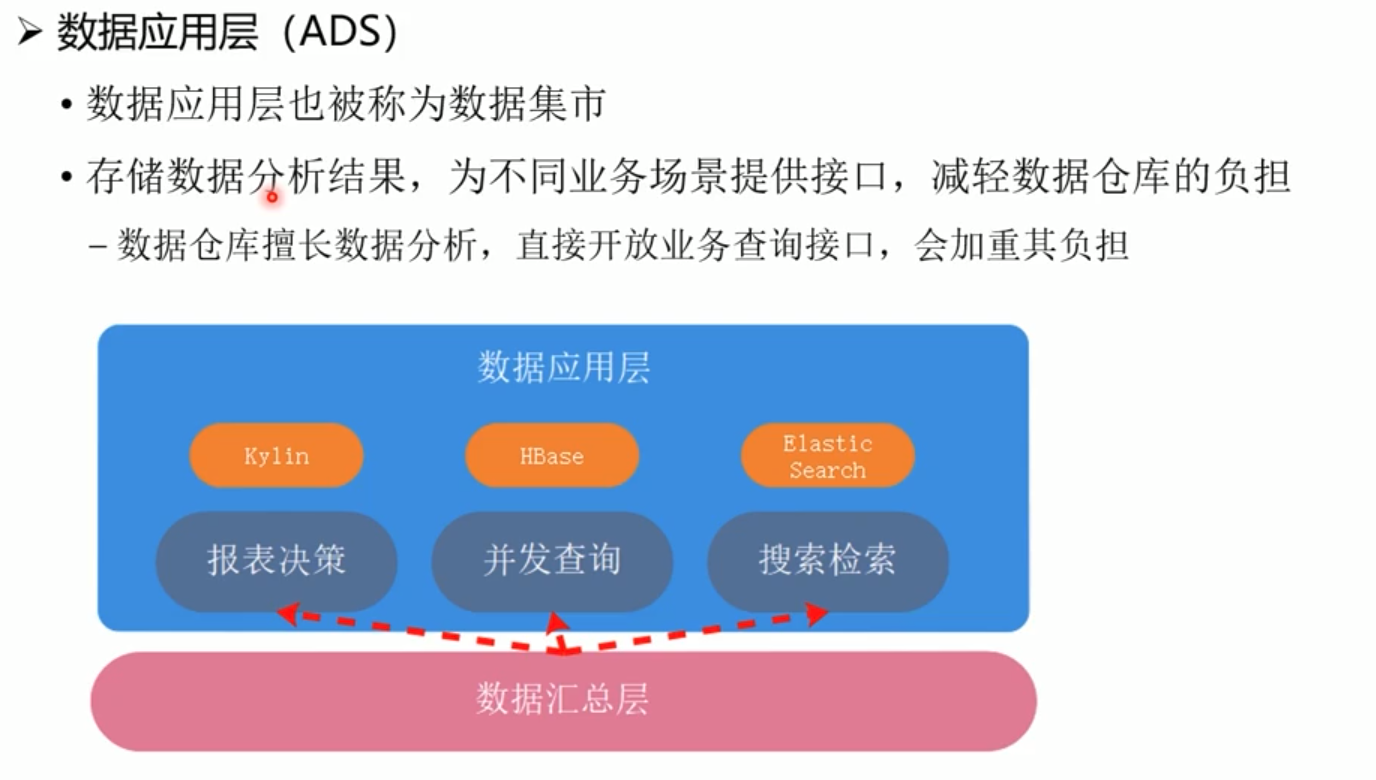 ➢ 数据应用层（ADS）
• 数据应用层也被称为数据集市
• 存储数据分析结果，为不同业务场景提供接口，减轻数据仓库的负担
– 数据仓库擅长数据分析，直接开放业务查询接口，会加重其负担
数据应用层
Kylin
HBase
Elastic
Search
报表决策
并发查询
搜索检索
数据汇总层